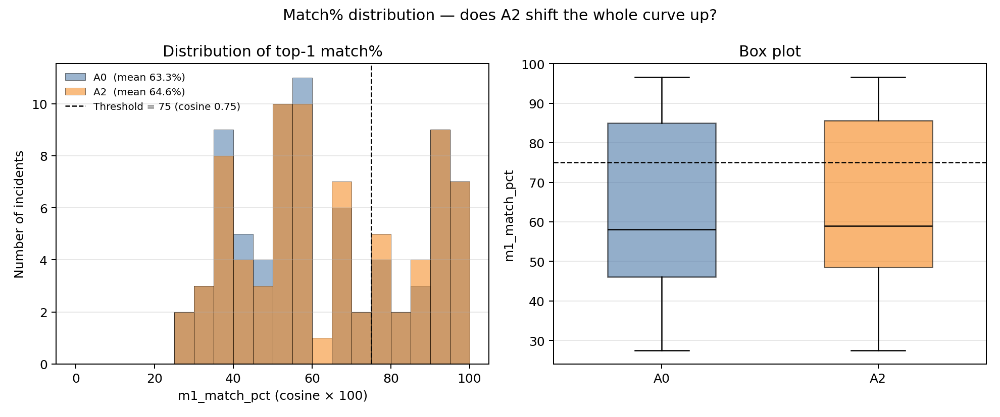 Match% distribution — does A2 shift the whole curve up?
Distribution of top-1 match%
A0  (mean 63.3%)
A2  (mean 64.6%)
Threshold = 75 (cosine 0.75)
Number of incidents
10
8
6
4
2
0
0 20 40 60 80 100
m1_match_pct (cosine × 100)
Box plot
m1_match_pct
100
90
80
70
60
50
40
30
A0 A2